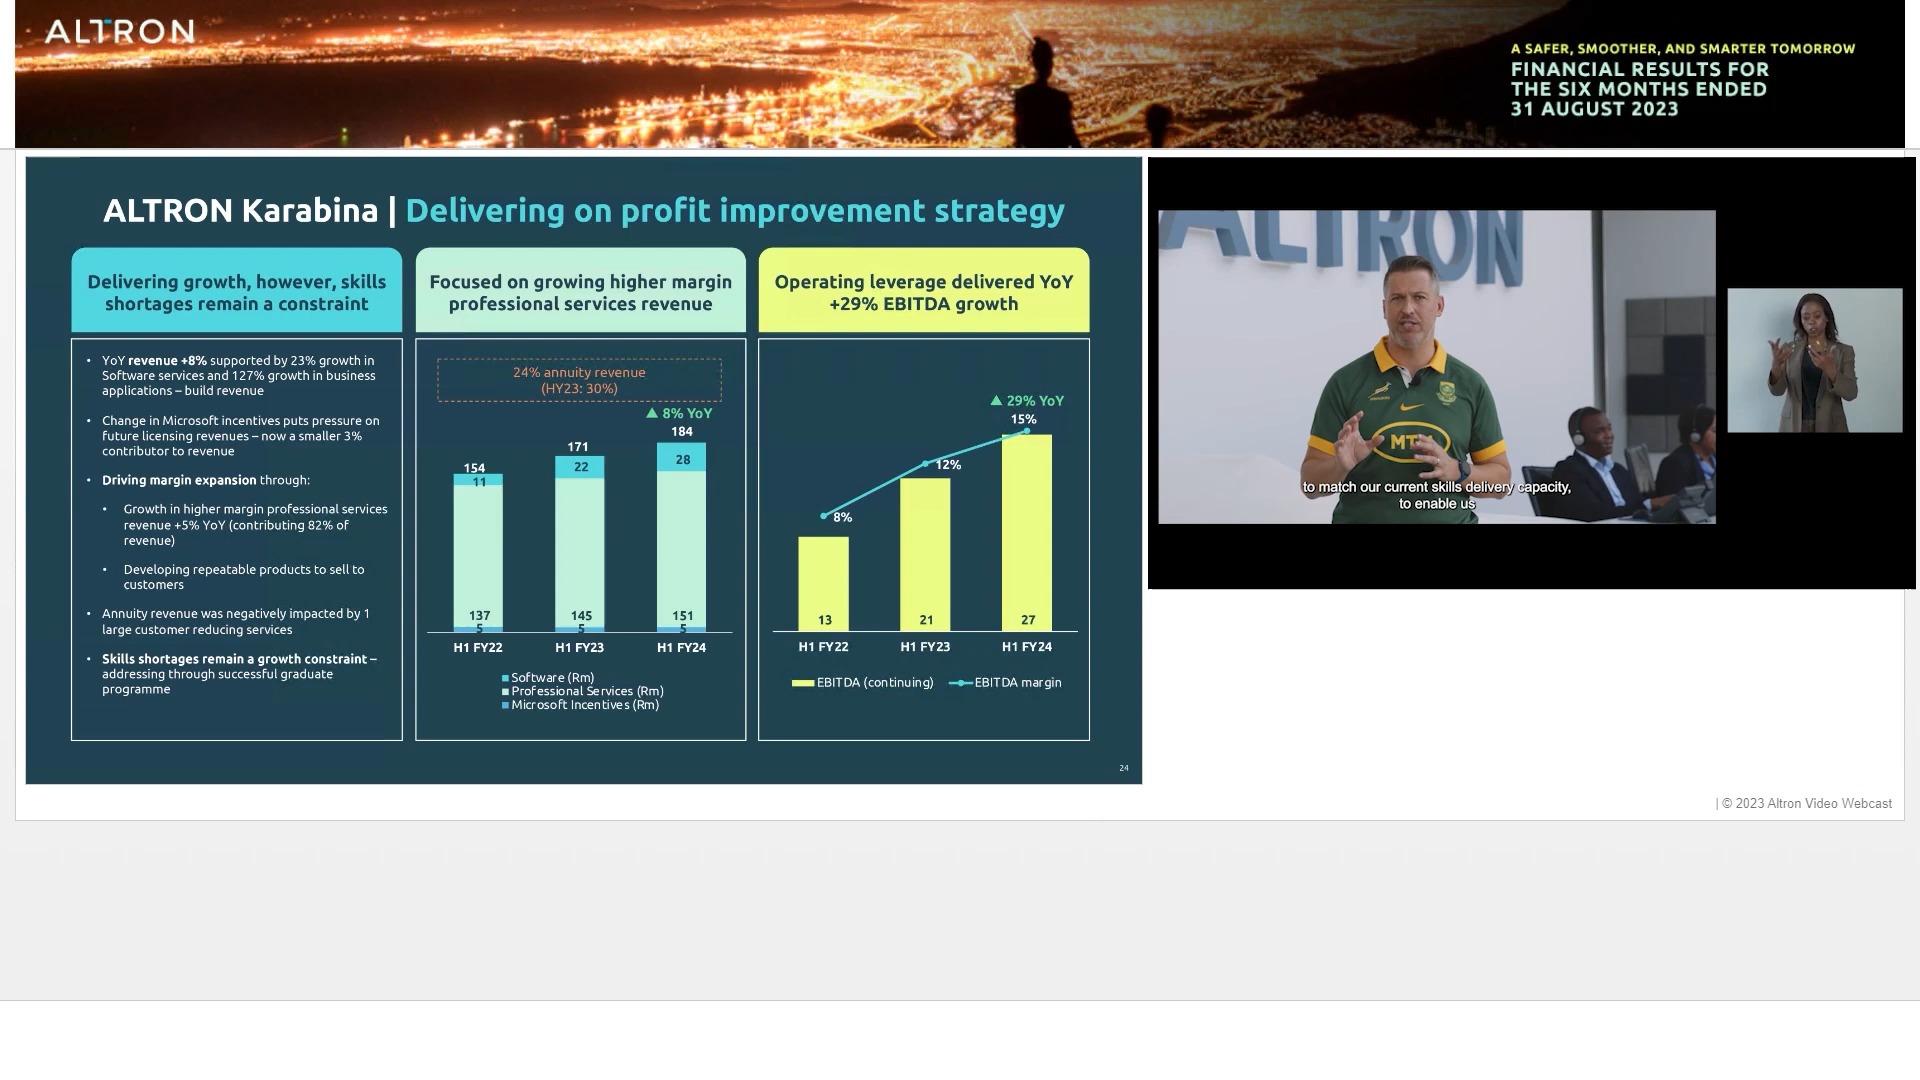 ALTRON
A SAFER, SMOOTHER, AND SMARTER TOMORROW
FINANCIAL RESULTS FOR
THE SIX MONTHS ENDED
31 AUGUST 2023
ALTRON Karabina | Delivering on profit improvement strategy
Delivering growth, however, skills
shortages remain a constraint
• YoY revenue +8% supported by 23% growth in
Software services and 127% growth in business
applications – build revenue
• Change in Microsoft incentives puts pressure on
future licensing revenues – now a smaller 3%
contributor to revenue
• Driving margin expansion through:
• Growth in higher margin professional services
revenue +5% YoY (contributing 82% of
revenue)
• Developing repeatable products to sell to
customers
• Annuity revenue was negatively impacted by 1
large customer reducing services
• Skills shortages remain a growth constraint –
addressing through successful graduate
programme
Focused on growing higher margin
professional services revenue
24% annuity revenue
(HY23: 30%)
▲ 8% YoY
154 171 184
11 22 28
137 145 151
5 5 5
H1 FY22 H1 FY23 H1 FY24
Software (Rm)
Professional Services (Rm)
Microsoft Incentives (Rm)
Operating leverage delivered YoY
+29% EBITDA growth
▲ 29% YoY
8% 12% 15%
13 21 27
H1 FY22 H1 FY23 H1 FY24
EBITDA (continuing) EBITDA margin
24
ALTRON
MTN
to match our current skills delivery capacity,
to enable us
| © 2023 Altron Video Webcast